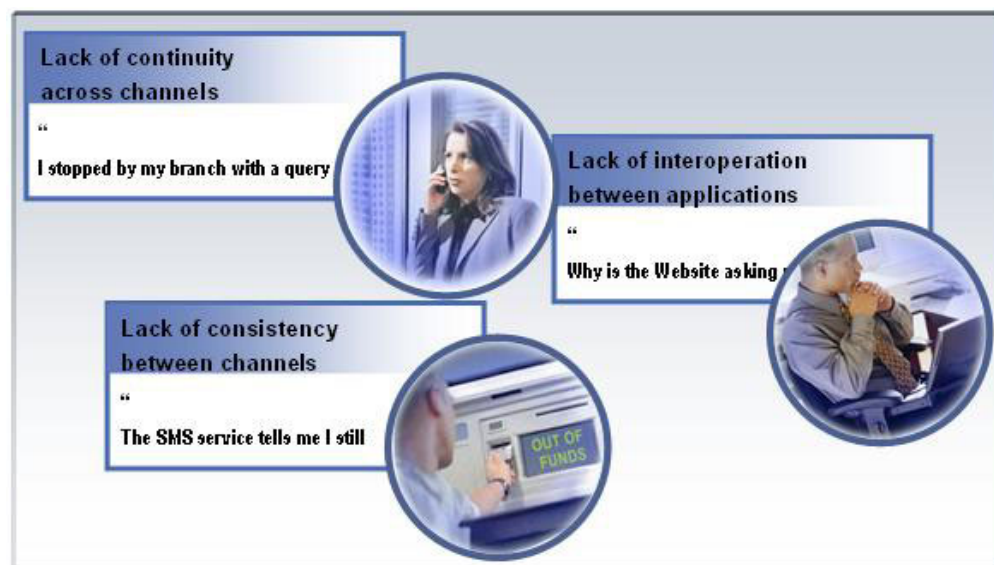 Lack of continuity
across channels
“
I stopped by my branch with a query
Lack of interoperation
between applications
“
Why is the Website asking
Lack of consistency
between channels
“
The SMS service tells me I still
OUT OF
FUNDS